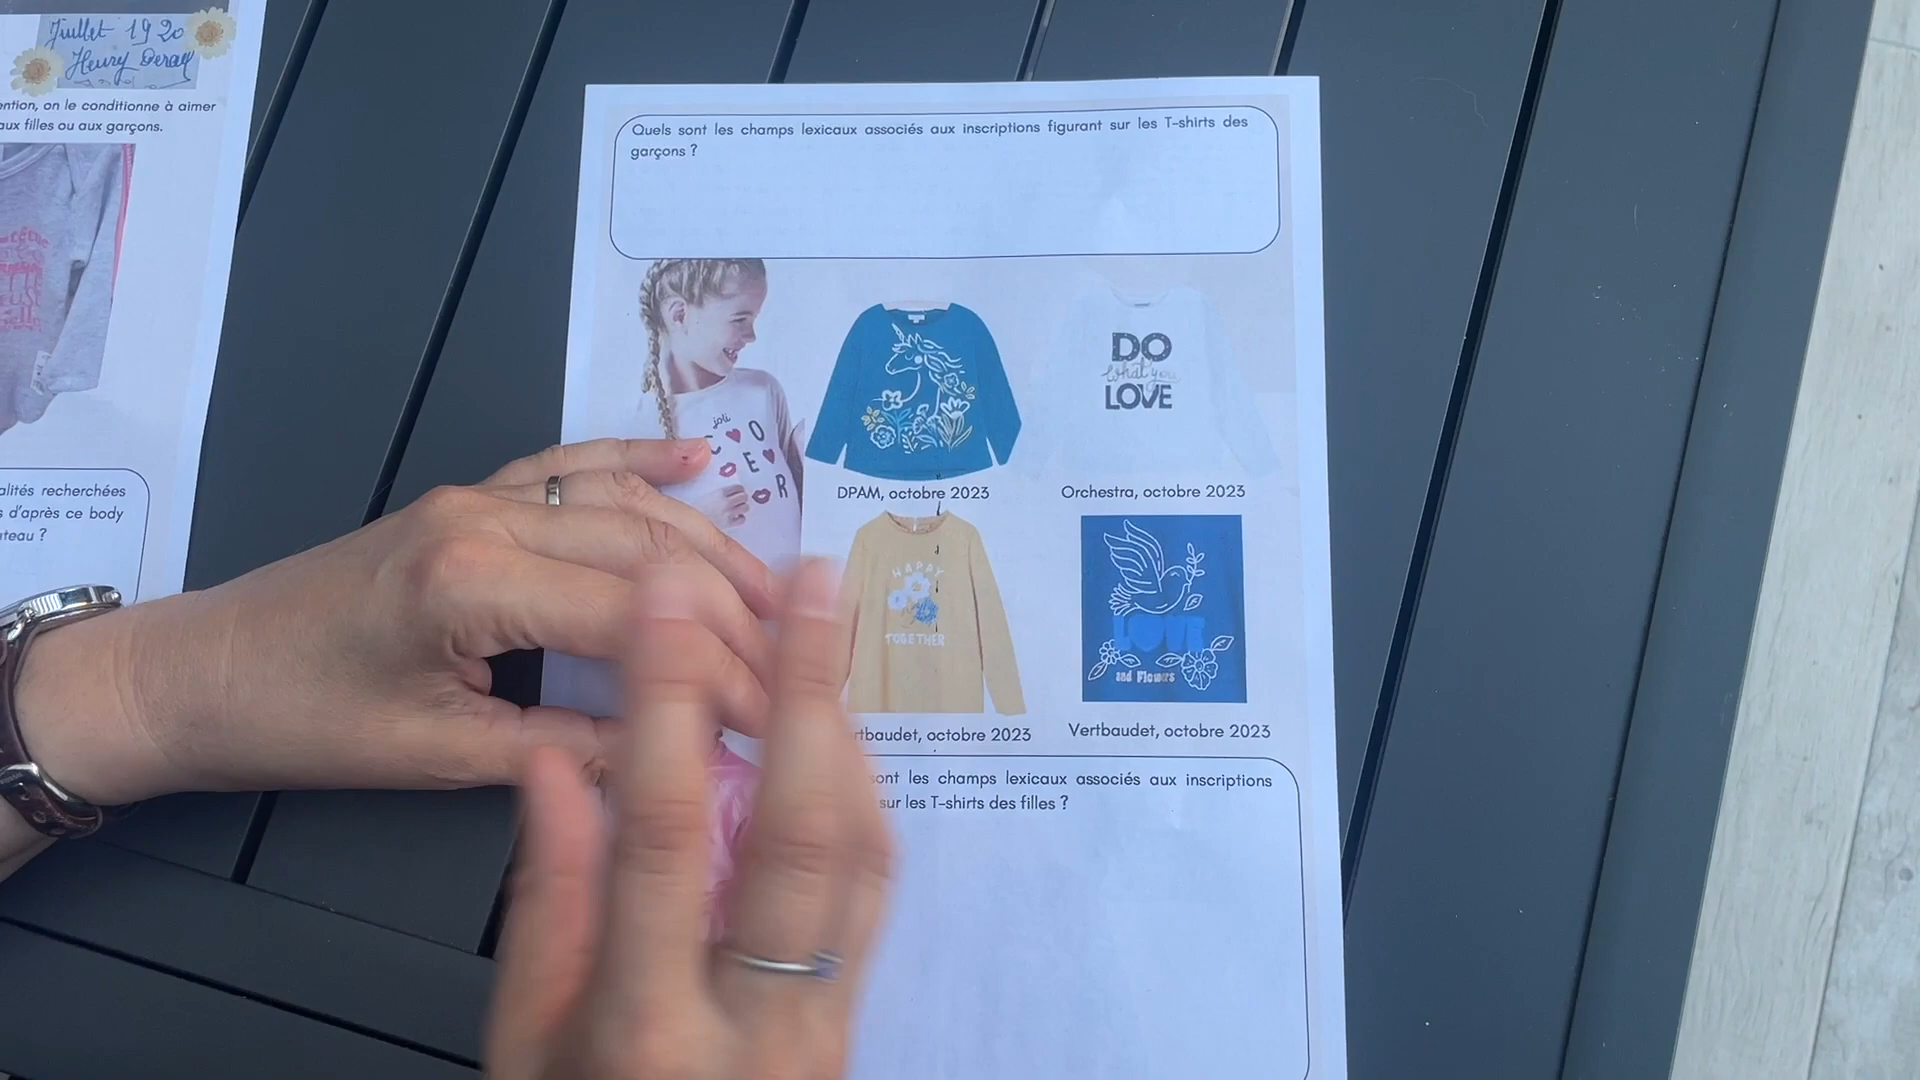 Juillet 1920
Henry Deray
ention, on le conditionne à aimer
aux filles ou aux garçons.
alités recherchées
s d'après ce body
teau ?
Quels sont les champs lexicaux associés aux inscriptions figurant sur les T-shirts des
garçons ?
joli
C O
E
R
DO
what you
LOVE
DPAM, octobre 2023
Orchestra, octobre 2023
HAPPY
TOGETHER
LOVE
and Flowers
rtbaudet, octobre 2023
Vertbaudet, octobre 2023
sont les champs lexicaux associés aux inscriptions
sur les T-shirts des filles ?